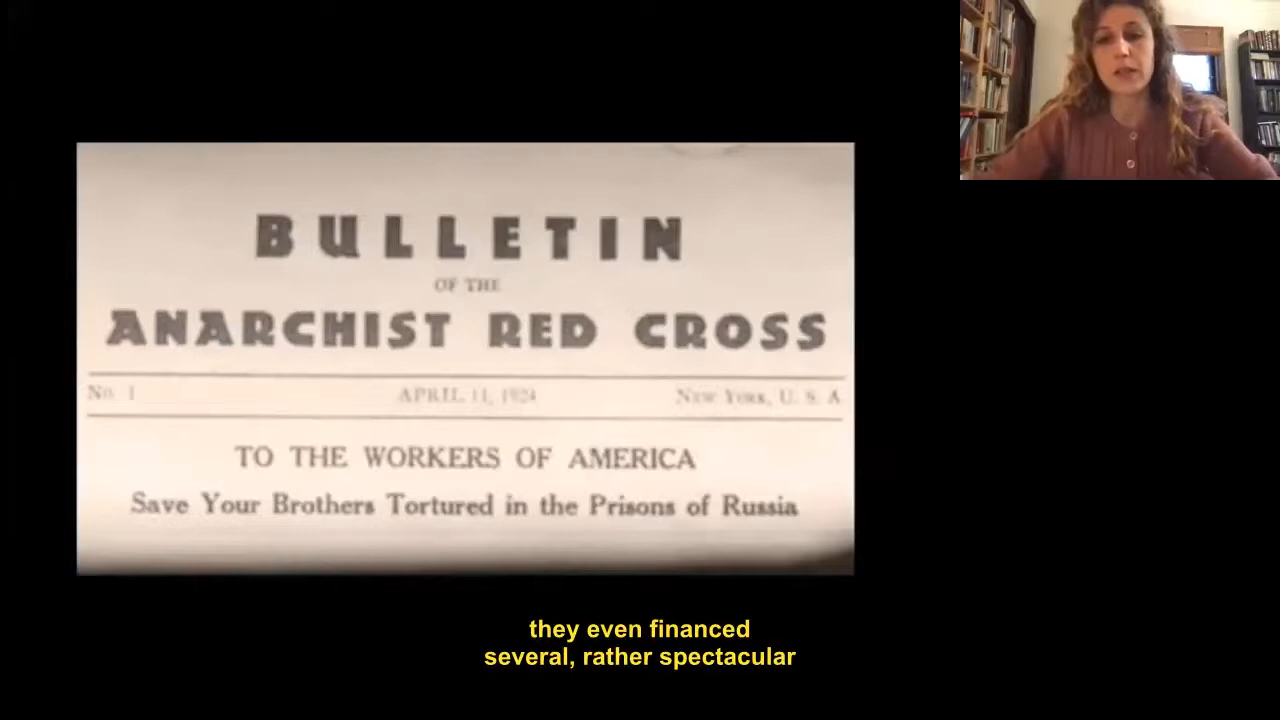 BULLETIN
OF THE
ANARCHIST RED CROSS
No. 1 APRIL 11, 1924 NEW YORK, U. S. A
TO THE WORKERS OF AMERICA
Save Your Brothers Tortured in the Prisons of Russia
they even financed
several, rather spectacular